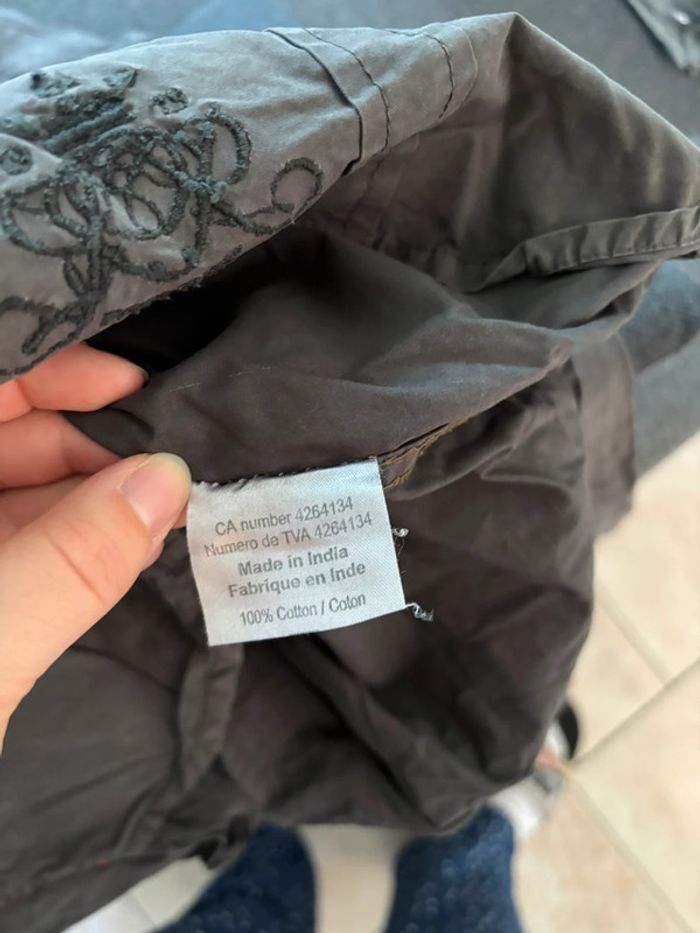 CA number 4264134
Numero de TVA 4264134
Made in India
Fabrique en Inde
100% Cotton / Coton